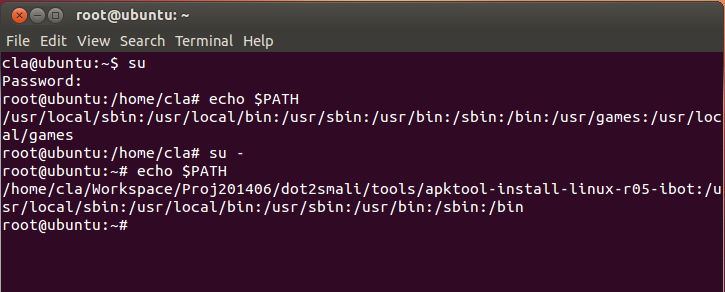 root@ubuntu: ~
File Edit View Search Terminal Help
cla@ubuntu:~$ su
Password:
root@ubuntu:/home/cla# echo $PATH
/usr/local/sbin:/usr/local/bin:/usr/sbin:/usr/bin:/sbin:/bin:/usr/games:/usr/loc
al/games
root@ubuntu:/home/cla# su -
root@ubuntu:~# echo $PATH
/home/cla/Workspace/Proj201406/dot2smali/tools/apktool-install-linux-r05-ibot:/u
sr/local/sbin:/usr/local/bin:/usr/sbin:/usr/bin:/sbin:/bin
root@ubuntu:~#